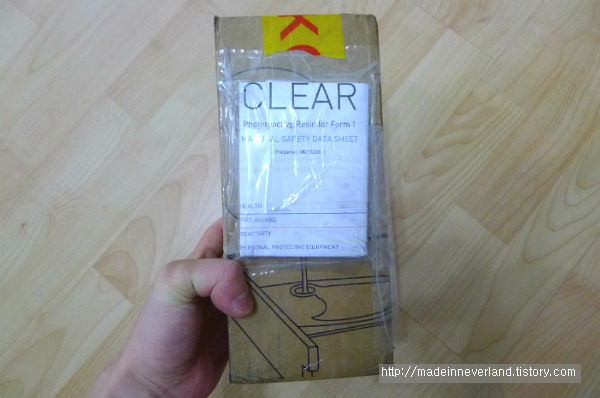 CLEAR
Photoreactive Resin for Form 1
MATERIAL SAFETY DATA SHEET
Prepared:
HEALTH
FIRE HAZARD
REACTIVITY
PERSONAL PROTECTIVE EQUIPMENT
http://madeinneverland.tistory.com